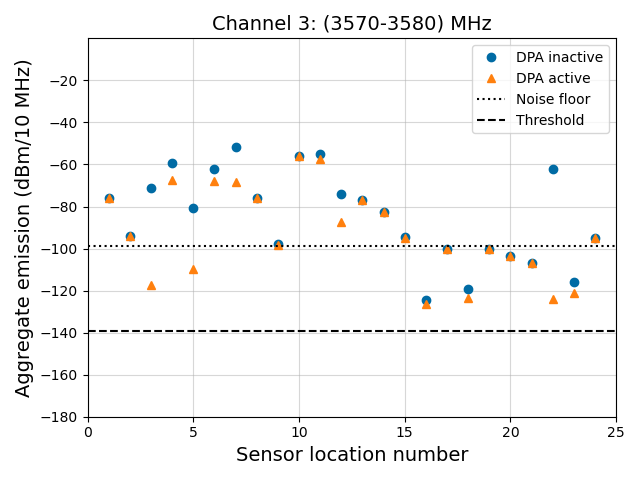 Channel 3: (3570-3580) MHz
DPA inactive
DPA active
Noise floor
Threshold
Aggregate emission (dBm/10 MHz)
−20
−40
−60
−80
−100
−120
−140
−160
−180
0 5 10 15 20 25
Sensor location number